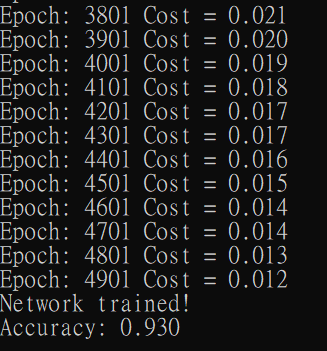 Epoch: 3801 Cost = 0.021
Epoch: 3901 Cost = 0.020
Epoch: 4001 Cost = 0.019
Epoch: 4101 Cost = 0.018
Epoch: 4201 Cost = 0.017
Epoch: 4301 Cost = 0.017
Epoch: 4401 Cost = 0.016
Epoch: 4501 Cost = 0.015
Epoch: 4601 Cost = 0.014
Epoch: 4701 Cost = 0.014
Epoch: 4801 Cost = 0.013
Epoch: 4901 Cost = 0.012
Network trained!
Accuracy: 0.930